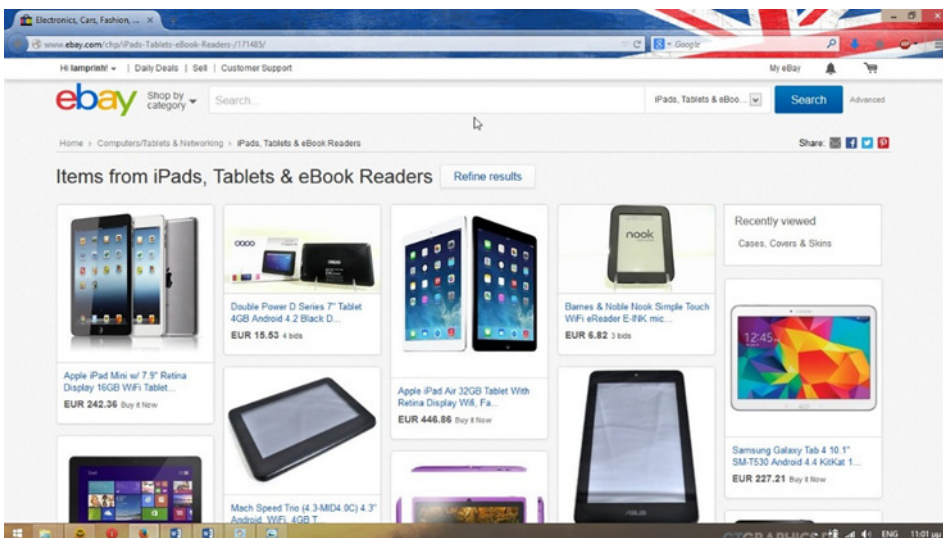 Electronics, Cars, Fashion, ...
www.ebay.com/chp/iPads-Tablets-eBook-Readers-/171485/
Google
Hi lamprinh!
Daily Deals | Sell | Customer Support
My eBay
ebay
Shop by category
Search...
iPads, Tablets & eBoo...
Search
Advanced
Home > Computers/Tablets & Networking > iPads, Tablets & eBook Readers
Share:
Items from iPads, Tablets & eBook Readers
Refine results
Apple iPad Mini w/ 7.9" Retina
Display 16GB WiFi Tablet...
EUR 242.36 Buy it Now
Double Power D Series 7" Tablet
4GB Android 4.2 Black D...
EUR 15.53 4 bids
Mach Speed Trio (4.3-MID4.0C) 4.3"
Android, WiFi, 4GB T...
Apple iPad Air 32GB Tablet With
Retina Display Wifi, Fa...
EUR 446.86 Buy it Now
nook
Barnes & Noble Nook Simple Touch
WiFi eReader E-INK mic...
EUR 6.82 3 bids
ASUS
Recently viewed
Cases, Covers & Skins
12:45
Samsung Galaxy Tab 4 10.1"
SM-T530 Android 4.4 KitKat 1...
EUR 227.21 Buy it Now
ENG
11:01 μμ